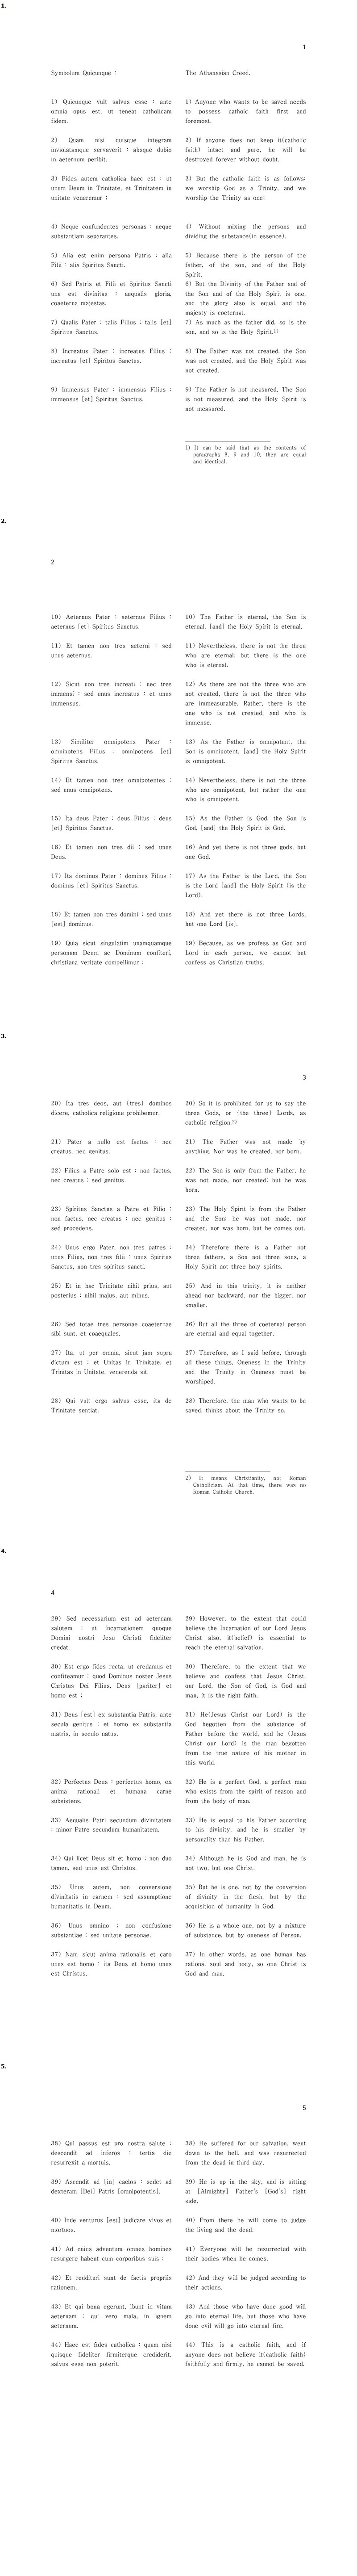 1.
1
Symbolum Quicunque :
The Athanasian Creed.
1) Quicunque vult salvus esse : ante
omnia opus est, ut teneat catholicam
fidem.
1) Anyone who wants to be saved needs
to possess cathoic faith first and
foremost.
2) Quam nisi quisque integram
inviolatamque servaverit : absque dubio
in aeternum peribit.
2) If anyone does not keep it(catholic
faith) intact and pure, he will be
destroyed forever without doubt.
3) Fides autem catholica haec est : ut
unum Deum in Trinitate, et Trinitatem in
unitate veneremur ;
3) But the catholic faith is as follows:
we worship God as a Trinity, and we
worship the Trinity as one;
4) Neque confundentes personas : neque
substantiam separantes.
4) Without mixing the persons and
dividing the substance(in essence).
5) Alia est enim persona Patris : alia
Filii : alia Spiritus Sancti.
5) Because there is the person of the
father, of the son, and of the Holy
Spirit.
6) Sed Patris et Filii et Spiritus Sancti
una est divinitas : aequalis gloria,
coaeterna majestas.
6) But the Divinity of the Father and of
the Son and of the Holy Spirit is one,
and the glory also is equal, and the
majesty is coeternal.
7) Qualis Pater : talis Filius : talis [et]
Spiritus Sanctus.
7) As much as the father did, so is the
son, and so is the Holy Spirit.1)
8) Increatus Pater : increatus Filius :
increatus [et] Spiritus Sanctus.
8) The Father was not created, the Son
was not created, and the Holy Spirit was
not created.
9) Immensus Pater : immensus Filius :
immensus [et] Spiritus Sanctus.
9) The Father is not measured, The Son
is not measured, and the Holy Spirit is
not measured.
1) It can be said that as the contents of
paragraphs 8, 9 and 10, they are equal
and identical.
2.
2
10) Aeternus Pater : aeternus Filius :
aeternus [et] Spiritus Sanctus.
10) The Father is eternal, the Son is
eternal, [and] the Holy Spirit is eternal.
11) Et tamen non tres aeterni : sed
unus aeternus.
11) Nevertheless, there is not the three
who are eternal; but there is the one
who is eternal.
12) Sicut non tres increati : nec tres
immensi : sed unus increatus : et unus
immensus.
12) As there are not the three who are
not created, there is not the three who
are immeasurable. Rather, there is the
one who is not created, and who is
immense.
13) Similiter omnipotens Pater :
omnipotens Filius : omnipotens [et]
Spiritus Sanctus.
13) As the Father is omnipotent, the
Son is omnipotent, [and] the Holy Spirit
is omnipotent.
14) Et tamen non tres omnipotentes :
sed unus omnipotens.
14) Nevertheless, there is not the three
who are omnipotent, but rather the one
who is omnipotent.
15) Ita deus Pater : deus Filius : deus
[et] Spiritus Sanctus.
15) As the Father is God, the Son is
God, [and] the Holy Spirit is God.
16) Et tamen non tres dii : sed unus
Deus.
16) And yet there is not three gods, but
one God.
17) Ita dominus Pater : dominus Filius :
dominus [et] Spiritus Sanctus.
17) As the Father is the Lord, the Son
is the Lord [and] the Holy Spirit (is the
Lord).
18) Et tamen non tres domini : sed unus
[est] dominus.
18) And yet there is not three Lords,
but one Lord [is].
19) Quia sicut singulatim unamquamque
personam Deum ac Dominum confiteri,
christiana veritate compellimur :
19) Because, as we profess as God and
Lord in each person, we cannot but
confess as Christian truths.
3.
3
20) Ita tres deos, aut (tres) dominos
dicere, catholica religione prohibemur.
20) So it is prohibited for us to say the
three Gods, or (the three) Lords, as
catholic religion.2)
21) Pater a nullo est factus : nec
creatus, nec genitus.
21) The Father was not made by
anything, Nor was he created, nor born.
22) Filius a Patre solo est : non factus,
nec creatus : sed genitus.
22) The Son is only from the Father, he
was not made, nor created; but he was
born.
23) Spiritus Sanctus a Patre et Filio :
non factus, nec creatus : nec genitus :
sed procedens.
23) The Holy Spirit is from the Father
and the Son; he was not made, nor
created, nor was born, but he comes out.
24) Unus ergo Pater, non tres patres :
unus Filius, non tres filii : unus Spiritus
Sanctus, non tres spiritus sancti.
24) Therefore there is a Father not
three fathers, a Son not three sons, a
Holy Spirit not three holy spirits.
25) Et in hac Trinitate nihil prius, aut
posterius : nihil majus, aut minus.
25) And in this trinity, it is neither
ahead nor backward, nor the bigger, nor
smaller.
26) Sed totae tres personae coaeternae
sibi sunt, et coaequales.
26) But all the three of coeternal person
are eternal and equal together.
27) Ita, ut per omnia, sicut jam supra
dictum est : et Unitas in Trinitate, et
Trinitas in Unitate, veneranda sit.
27) Therefore, as I said before, through
all these things, Oneness in the Trinity
and the Trinity in Oneness must be
worshiped.
28) Qui vult ergo salvus esse, ita de
Trinitate sentiat.
28) Therefore, the man who wants to be
saved, thinks about the Trinity so.
2) It means Christianity, not Roman
Catholicism. At that time, there was no
Roman Catholic Church.
4.
4
29) Sed necessarium est ad aeternam
salutem : ut incarnationem quoque
Domini nostri Jesu Christi fideliter
credat.
29) However, to the extent that could
believe the Incarnation of our Lord Jesus
Christ also, it(belief) is essential to
reach the eternal salvation.
30) Est ergo fides recta, ut credamus et
confiteamur : quod Dominus noster Jesus
Christus Dei Filius, Deus [pariter] et
homo est ;
30) Therefore, to the extent that we
believe and confess that Jesus Christ,
our Lord, the Son of God, is God and
man, it is the right faith.
31) Deus [est] ex substantia Patris, ante
secula genitus : et homo ex substantia
matris, in seculo natus.
31) He(Jesus Christ our Lord) is the
God begotten from the substance of
Father before the world, and he (Jesus
Christ our Lord) is the man begotten
from the true nature of his mother in
this world.
32) Perfectus Deus : perfectus homo, ex
anima rationali et humana carne
subsistens.
32) He is a perfect God, a perfect man
who exists from the spirit of reason and
from the body of man.
33) Aequalis Patri secundum divinitatem
: minor Patre secundum humanitatem.
33) He is equal to his Father according
to his divinity, and he is smaller by
personality than his Father.
34) Qui licet Deus sit et homo ; non duo
tamen, sed unus est Christus.
34) Although he is God and man, he is
not two, but one Christ.
35) Unus autem, non conversione
divinitatis in carnem : sed assumptione
humanitatis in Deum.
35) But he is one, not by the conversion
of divinity in the flesh, but by the
acquisition of humanity in God.
36) Unus omnino ; non confusione
substantiae : sed unitate personae.
36) He is a whole one, not by a mixture
of substance, but by oneness of Person.
37) Nam sicut anima rationalis et caro
unus est homo : ita Deus et homo unus
est Christus.
37) In other words, as one human has
rational soul and body, so one Christ is
God and man.
5.
5
38) Qui passus est pro nostra salute :
descendit ad inferos : tertia die
resurrexit a mortuis.
38) He suffered for our salvation, went
down to the hell, and was resurrected
from the dead in third day.
39) Ascendit ad [in] caelos : sedet ad
dexteram [Dei] Patris [omnipotentis].
39) He is up in the sky, and is sitting
at [Almighty] Father's [God's] right
side.
40) Inde venturus [est] judicare vivos et
mortuos.
40) From there he will come to judge
the living and the dead.
41) Ad cuius adventum omnes homines
resurgere habent cum corporibus suis ;
41) Everyone will be resurrected with
their bodies when he comes.
42) Et reddituri sunt de factis propriis
rationem.
42) And they will be judged according to
their actions.
43) Et qui bona egerunt, ibunt in vitam
aeternam : qui vero mala, in ignem
aeternum.
43) And those who have done good will
go into eternal life, but those who have
done evil will go into eternal fire.
44) Haec est fides catholica : quam nisi
quisque fideliter firmiterque crediderit,
salvus esse non poterit.
44) This is a catholic faith, and if
anyone does not believe it(catholic faith)
faithfully and firmly, he cannot be saved.